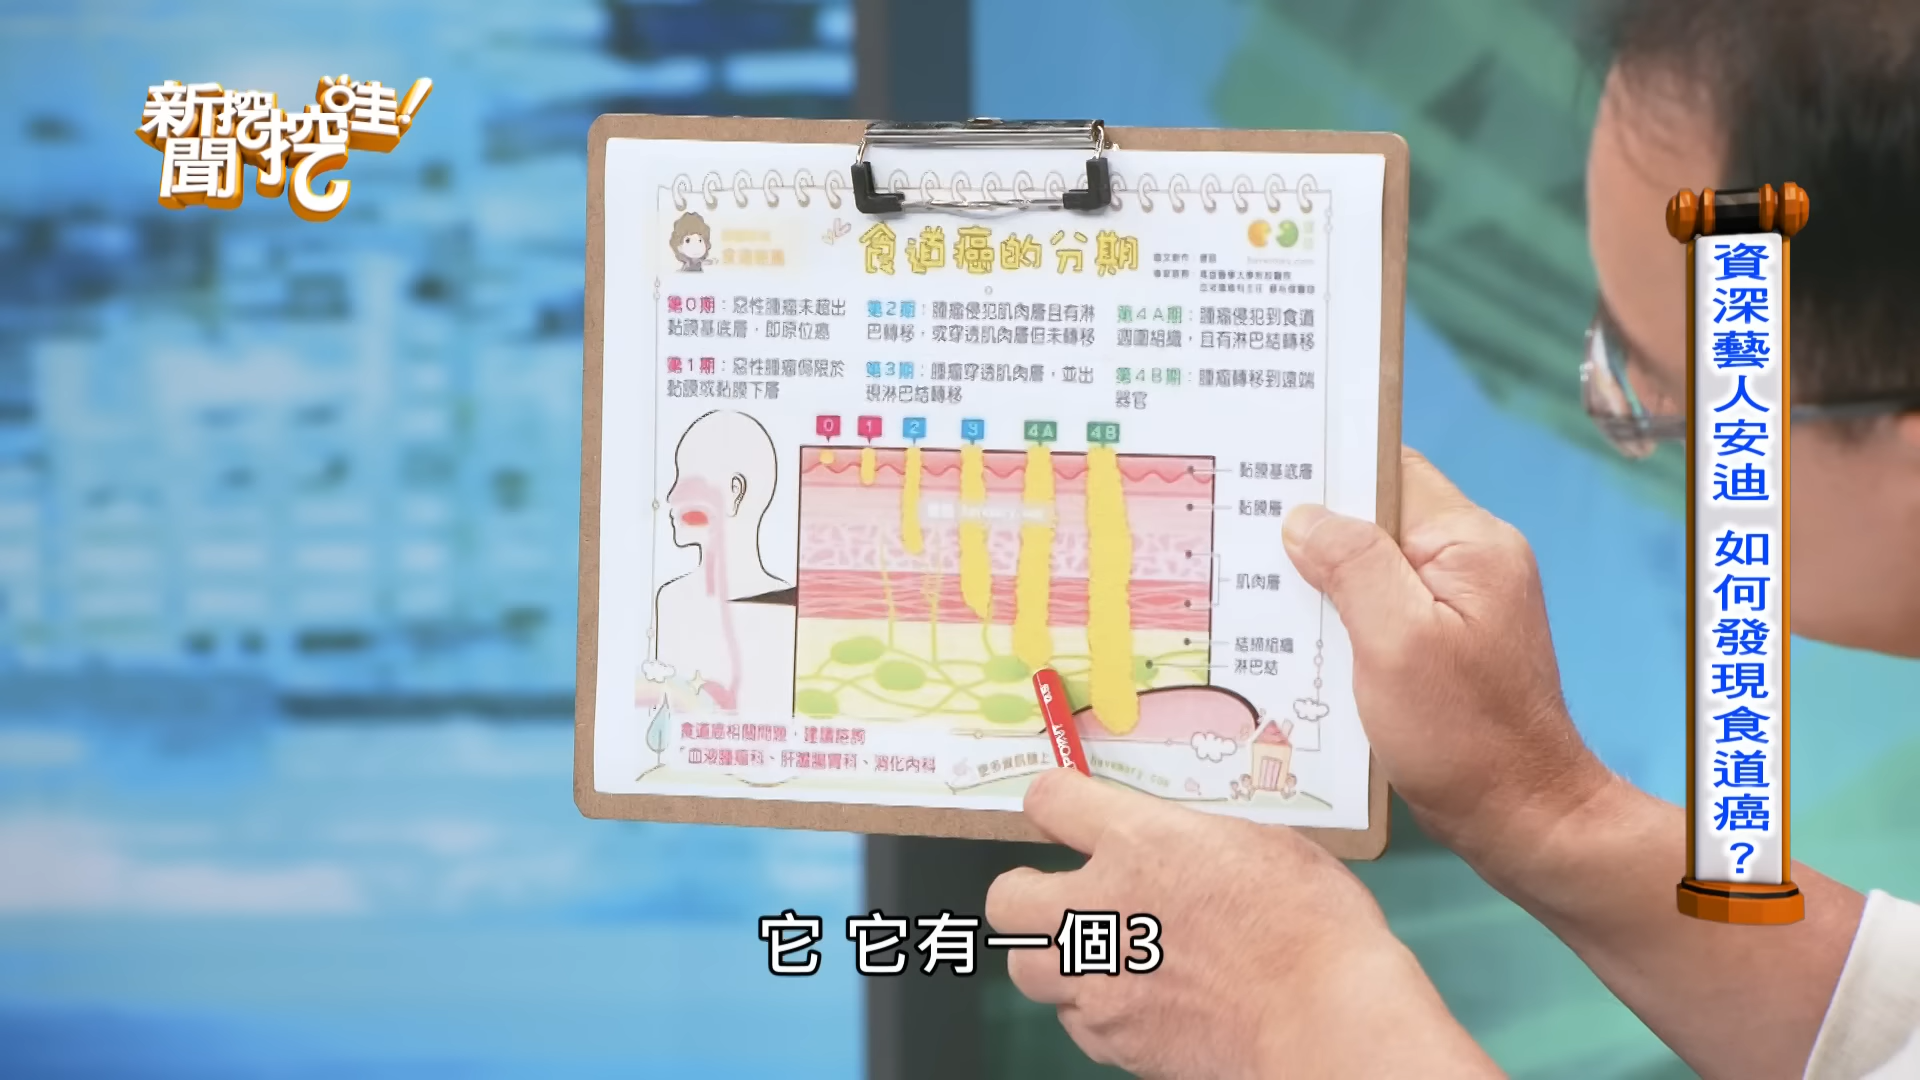 新聞挖挖哇!
食道癌的分期
第0期：惡性腫瘤未超出
黏膜基底層，即原位癌
第1期：惡性腫瘤侷限於
黏膜或黏膜下層
第2期：腫瘤侵犯肌肉層且有淋
巴轉移，或穿透肌肉層但未轉移
第3期：腫瘤穿透肌肉層，並出
現淋巴結轉移
第4A期：腫瘤侵犯到食道
週圍組織，且有淋巴結轉移
第4B期：腫瘤轉移到遠端
器官
0
1
2
3
4A
4B
黏膜基底層
黏膜層
肌肉層
結締組織
淋巴結
食道癌相關問題，建議諮詢
「血液腫瘤科、肝膽腸胃科、消化內科
資深藝人安迪 如何發現食道癌?
它 它有一個3